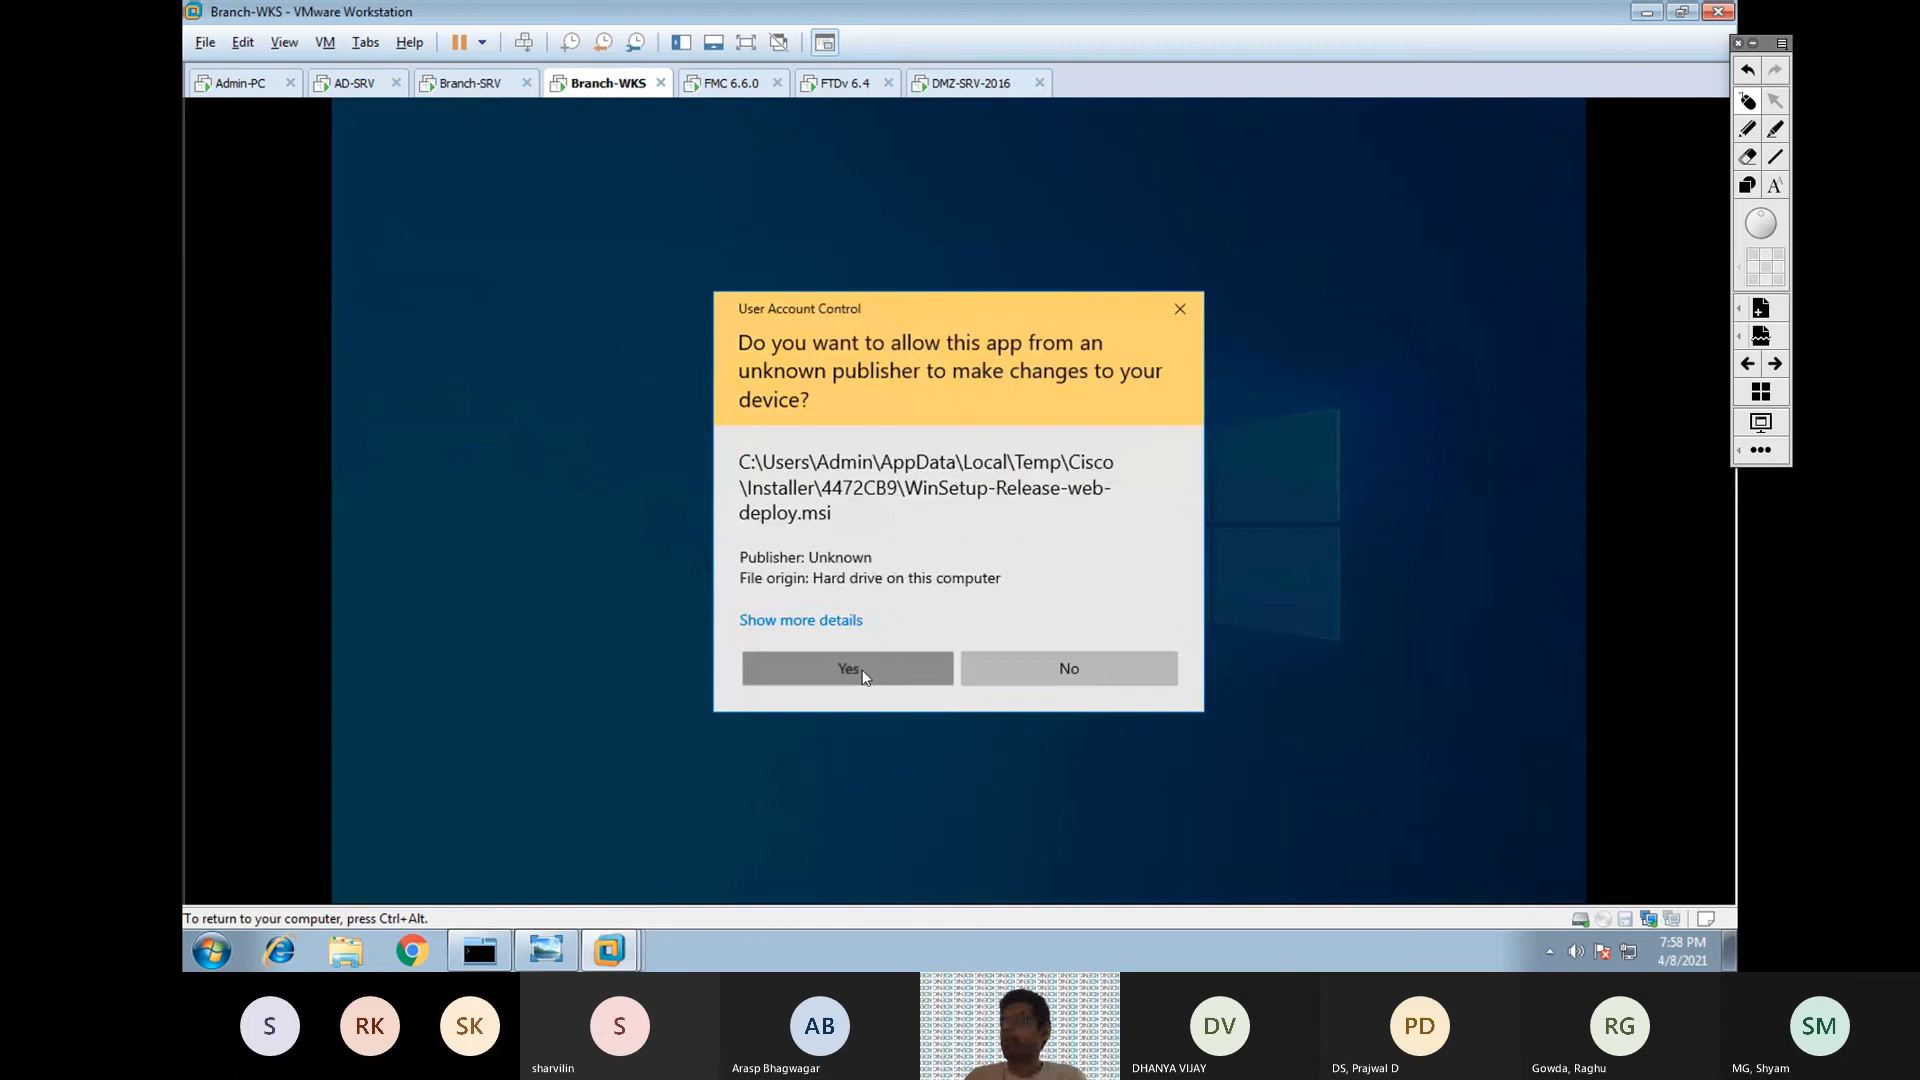 Branch-WKS - VMware Workstation
File Edit View VM Tabs Help
Admin-PC AD-SRV Branch-SRV Branch-WKS FMC 6.6.0 FTDv 6.4 DMZ-SRV-2016
User Account Control
Do you want to allow this app from an
unknown publisher to make changes to your
device?
C:\Users\Admin\AppData\Local\Temp\Cisco
\Installer\4472CB9\WinSetup-Release-web-
deploy.msi
Publisher: Unknown
File origin: Hard drive on this computer
Show more details
Yes No
To return to your computer, press Ctrl+Alt.
7:58 PM
4/8/2021
S RK SK S AB DV PD RG SM
sharvilin Arasp Bhagwagar DHANYA VIJAY DS, Prajwal D Gowda, Raghu MG, Shyam